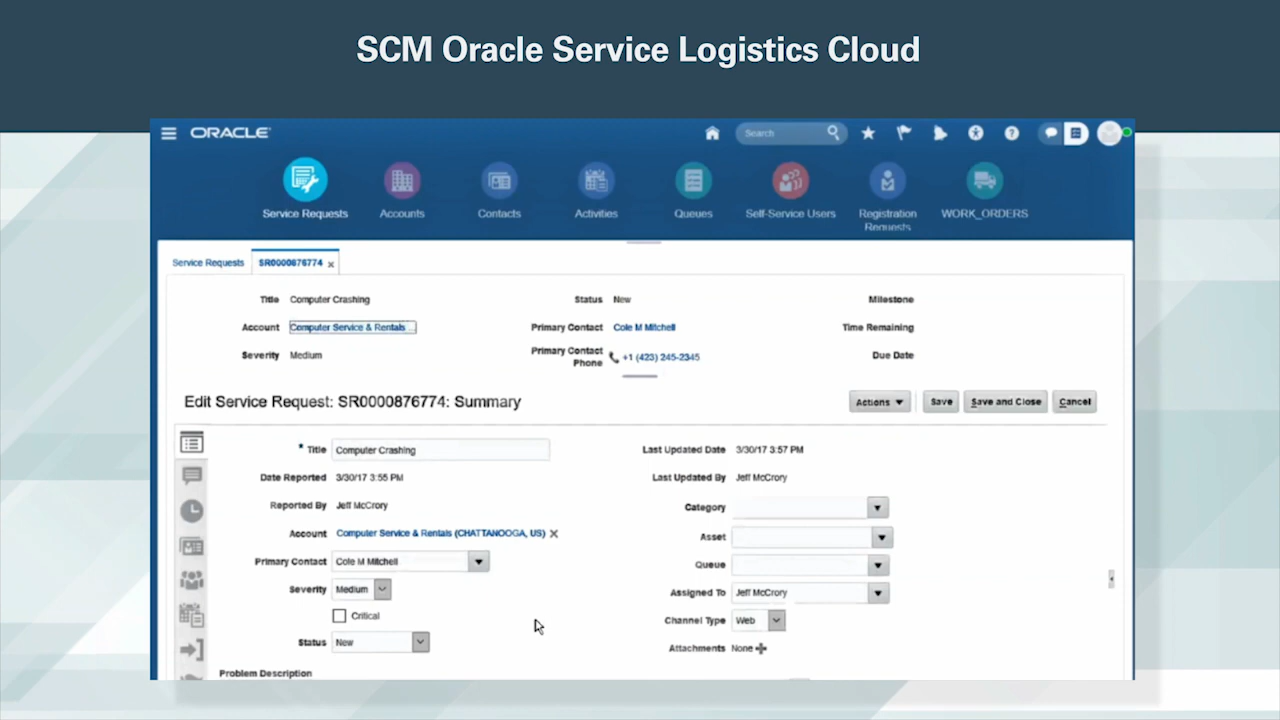 SCM Oracle Service Logistics Cloud
ORACLE
Search
Service Requests
Accounts
Contacts
Activities
Queues
Self-Service Users
Registration
Requests
WORK_ORDERS
Service Requests
SR0000876774
Title Computer Crashing
Status New
Milestone
Account Computer Service & Rentals ...
Primary Contact Cole M Mitchell
Time Remaining
Severity Medium
Primary Contact
Phone +1 (423) 245-2345
Due Date
Edit Service Request: SR0000876774: Summary
Actions
Save
Save and Close
Cancel
* Title Computer Crashing
Last Updated Date 3/30/17 3:57 PM
Date Reported 3/30/17 3:55 PM
Last Updated By Jeff McCrory
Reported By Jeff McCrory
Category
Account Computer Service & Rentals (CHATTANOOGA, US)
Asset
Primary Contact Cole M Mitchell
Queue
Severity Medium
Assigned To Jeff McCrory
Critical
Channel Type Web
Status New
Attachments None
Problem Description